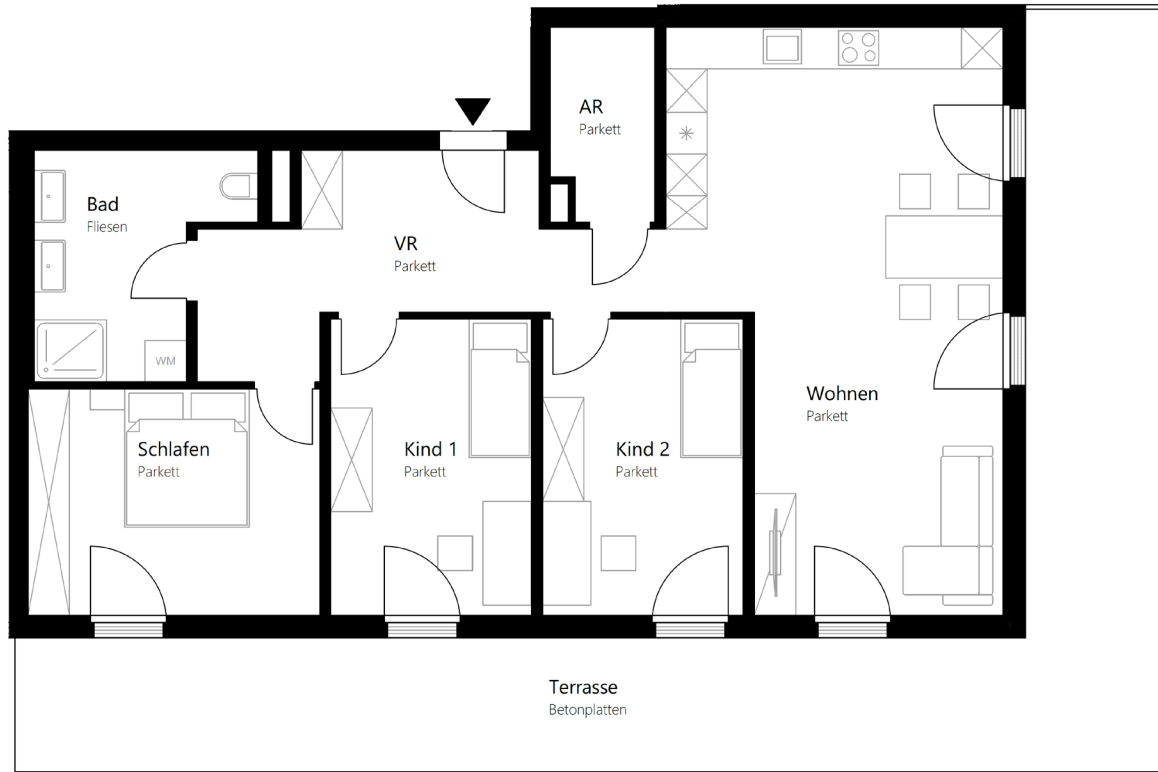 AR
Parkett
Bad
Fliesen
VR
Parkett
WM
Wohnen
Parkett
Schlafen
Parkett
Kind 1
Parkett
Kind 2
Parkett
Terrasse
Betonplatten